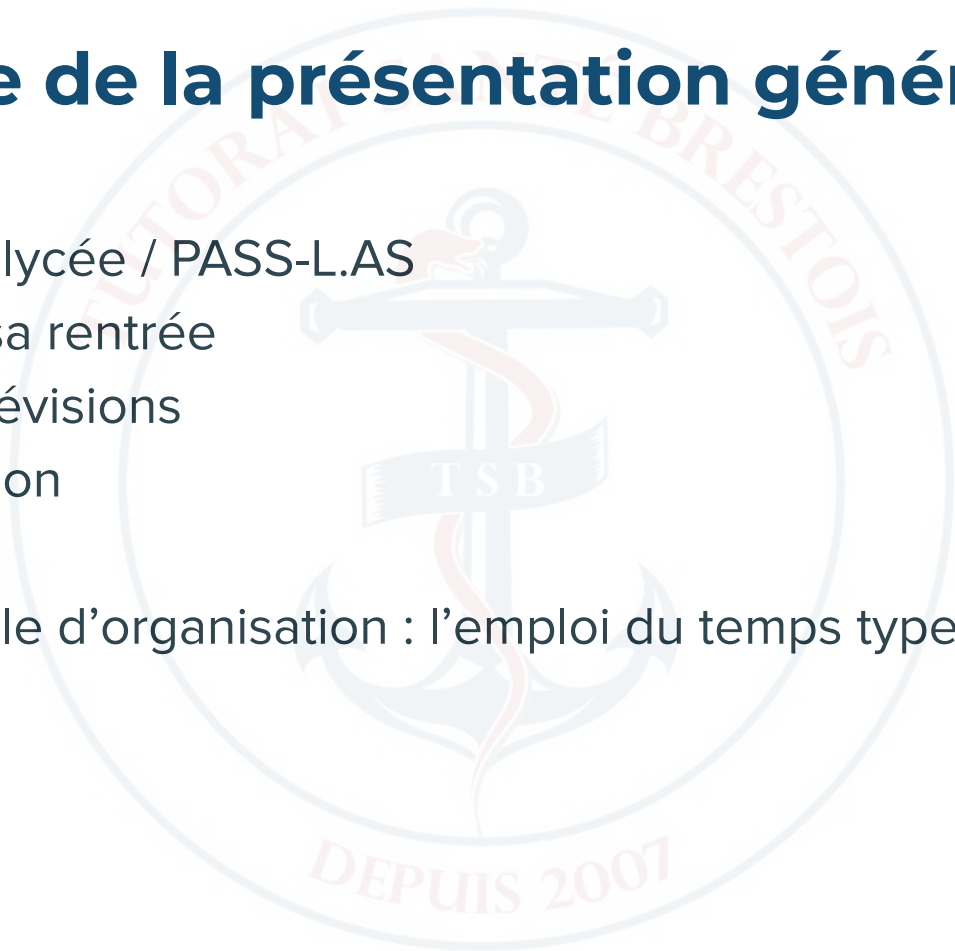 e de la présentation génér
lycée / PASS-L.AS
sa rentrée
évisions
on
le d’organisation : l’emploi du temps type
TUTORAT SANTÉ BRESTOIS
TSB
DEPUIS 2007